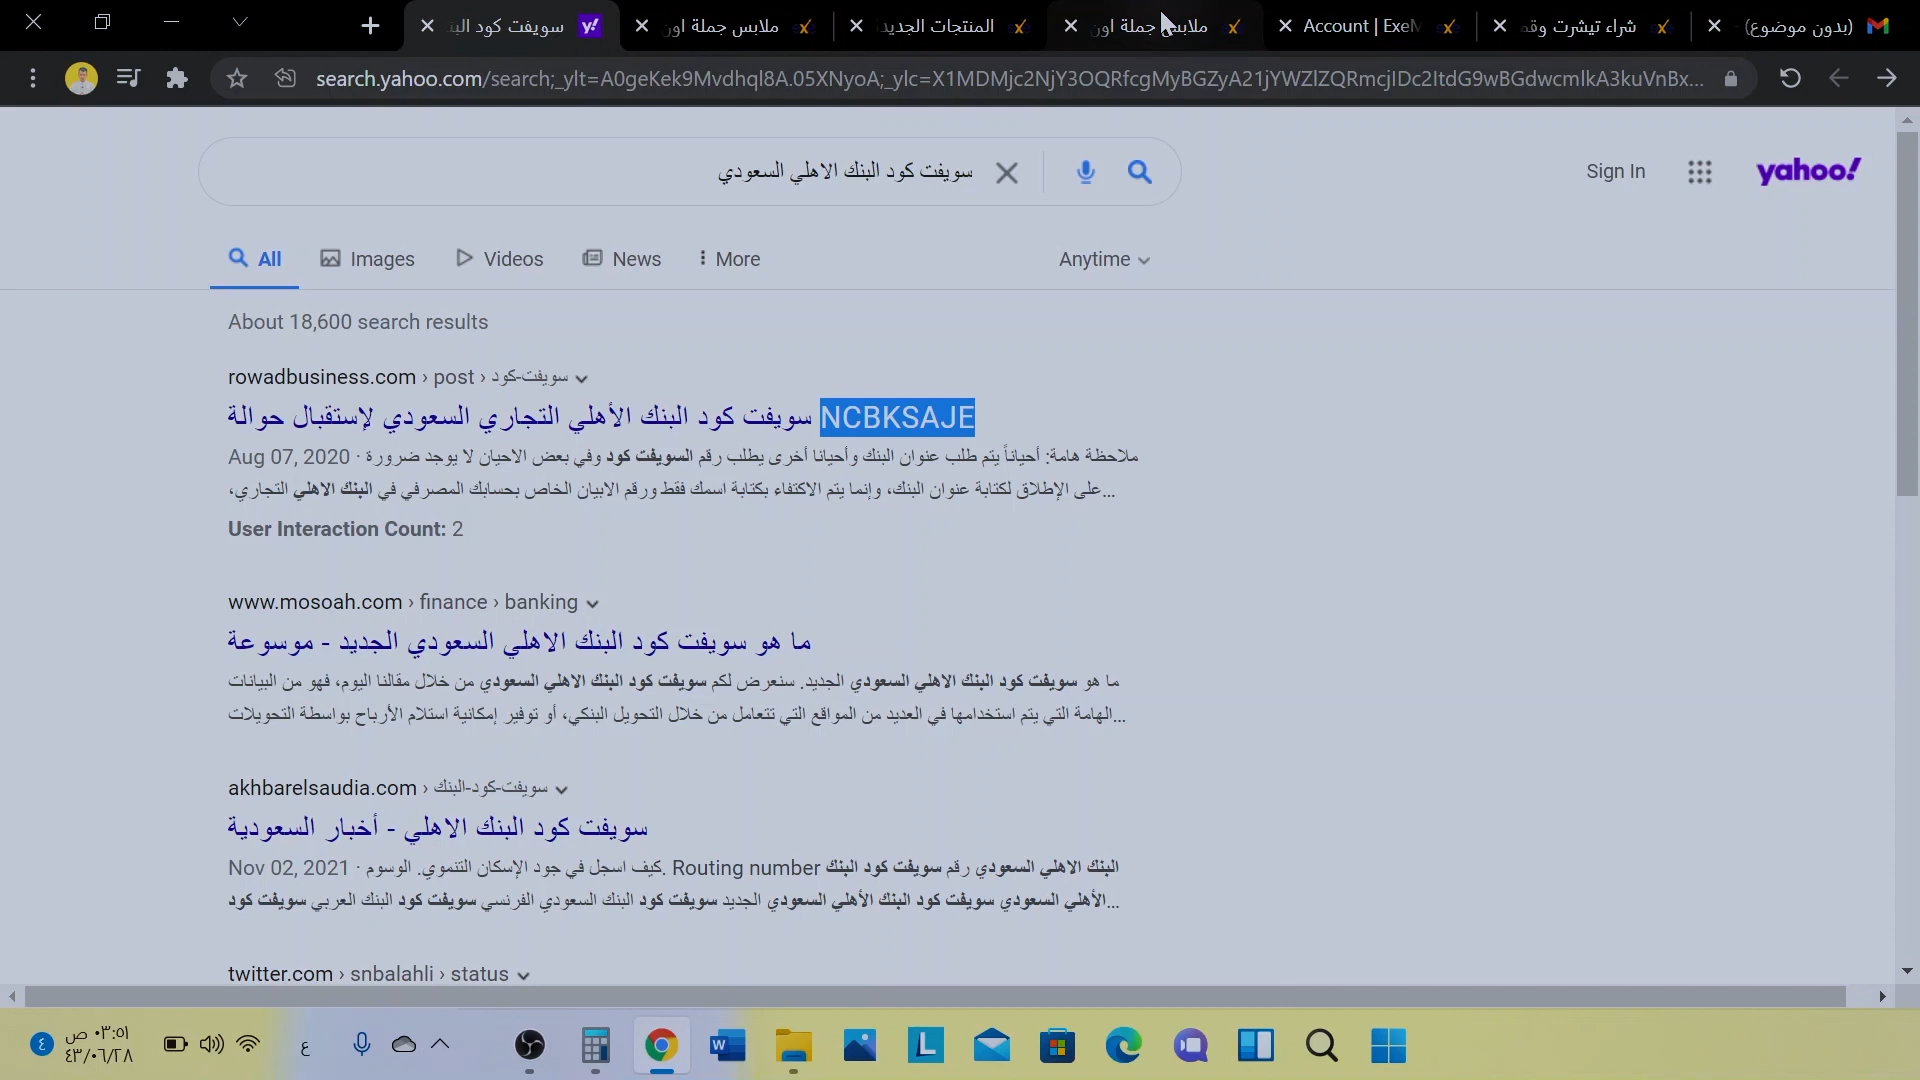 سويفت كود البنك
ملابس جملة اون
المنتجات الجديدة
ملابس جملة اون
Account | ExeM
شراء تيشرت وقم
(بدون موضوع) -
search.yahoo.com/search;_ylt=A0geKek9Mvdhql8A.05XNyoA;_ylc=X1MDMjc2NjY3OQRfcgMyBGZyA21jYWZlZQRmcjIDc2ItdG9wBGdwcmlkA3kuVnBx...
سويفت كود البنك الاهلي السعودي
Sign In
yahoo!
All Images Videos News More Anytime
About 18,600 search results
rowadbusiness.com › post › سويفت-كود
NCBKSAJE سويفت كود البنك الأهلي التجاري السعودي لإستقبال حوالة
Aug 07, 2020 · ملاحظة هامة: أحياناً يتم طلب عنوان البنك وأحيانا أخرى يطلب رقم السويفت كود وفي بعض الاحيان لا يوجد ضرورة
على الإطلاق لكتابة عنوان البنك، وإنما يتم الاكتفاء بكتابة اسمك فقط ورقم الابيان الخاص بحسابك المصرفي في البنك الاهلي التجاري،...
User Interaction Count: 2
www.mosoah.com › finance › banking
ما هو سويفت كود البنك الاهلي السعودي الجديد - موسوعة
ما هو سويفت كود البنك الاهلي السعودي الجديد. سنعرض لكم سويفت كود البنك الاهلي السعودي من خلال مقالنا اليوم، فهو من البيانات
الهامة التي يتم استخدامها في العديد من المواقع التي تتعامل من خلال التحويل البنكي، أو توفير إمكانية استلام الأرباح بواسطة التحويلات...
akhbarelsaudia.com › سويفت-كود-البنك
سويفت كود البنك الاهلي - أخبار السعودية
Nov 02, 2021 · البنك الاهلي السعودي رقم سويفت كود البنك Routing number .كيف اسجل في جود الإسكان التنموي. الوسوم
الأهلي السعودي سويفت كود البنك الأهلي السعودي الجديد سويفت كود البنك السعودي الفرنسي سويفت كود البنك العربي سويفت كود...
twitter.com › snbalahli › status
٤
٠٣:٥١ ص
٤٣/٠٦/٢٨
ع
W
L